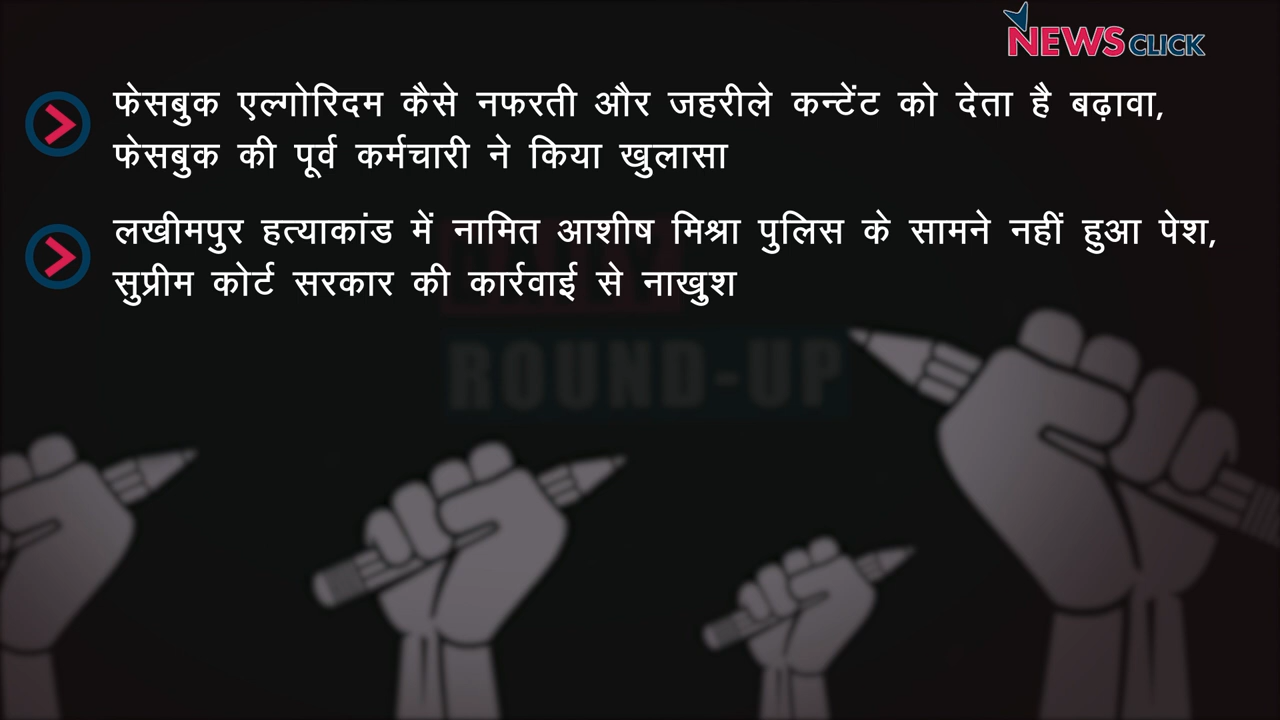 NEWSCLICK
फेसबुक एल्गोरिदम कैसे नफरती और जहरीले कन्टेंट को देता है बढ़ावा,
फेसबुक की पूर्व कर्मचारी ने किया खुलासा
लखीमपुर हत्याकांड में नामित आशीष मिश्रा पुलिस के सामने नहीं हुआ पेश,
सुप्रीम कोर्ट सरकार की कार्रवाई से नाखुश
ROUND-UP